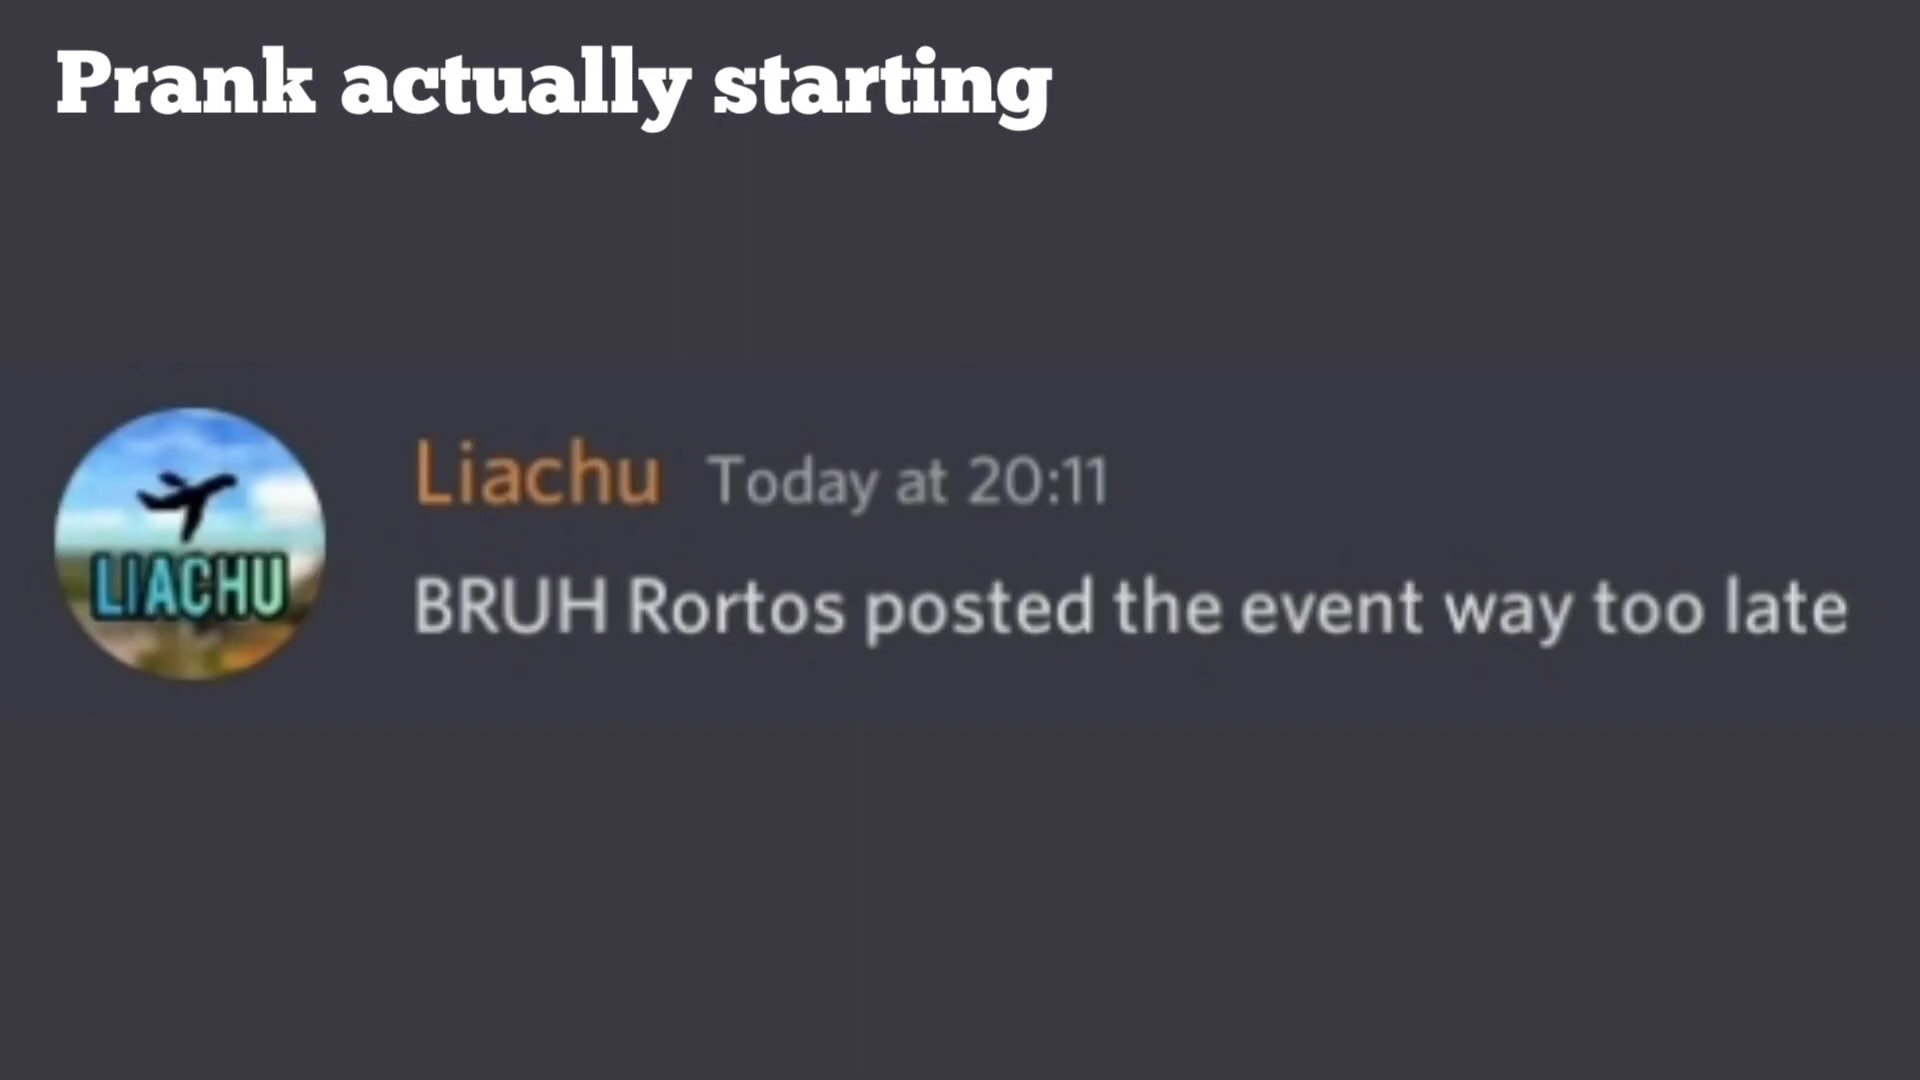 Prank actually starting
Liachu Today at 20:11
LIACHU
BRUH Rortos posted the event way too late